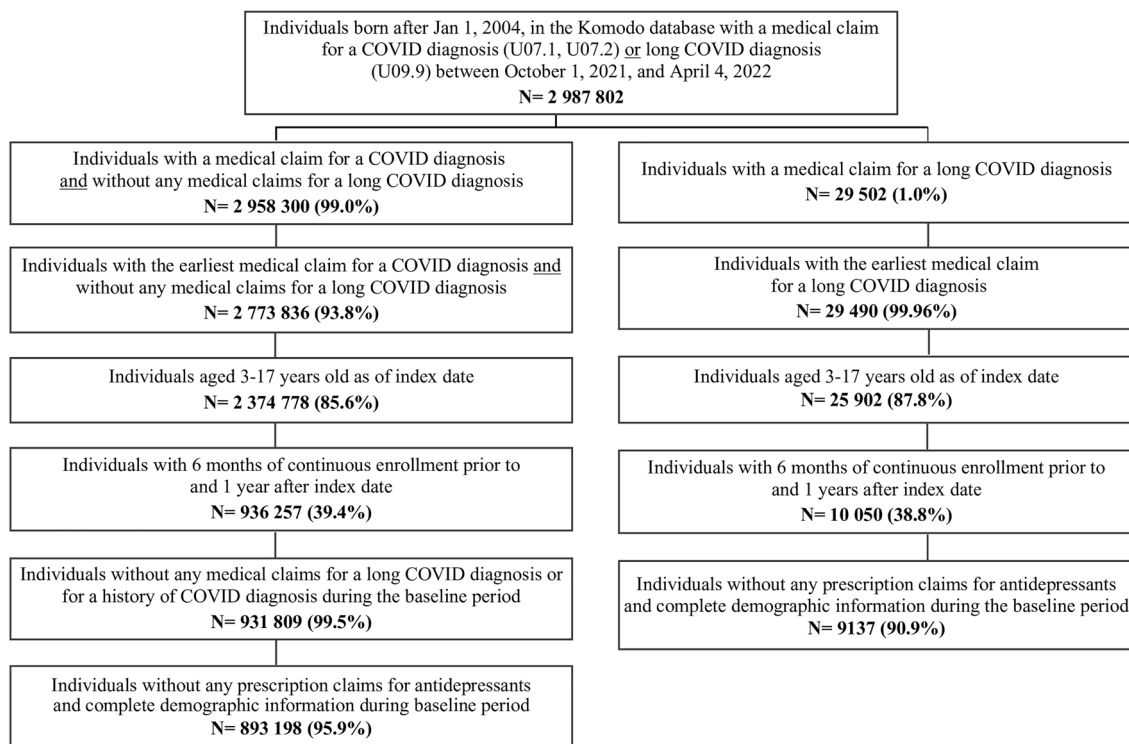 Individuals born after Jan 1, 2004, in the Komodo database with a medical claim
for a COVID diagnosis (U07.1, U07.2) or long COVID diagnosis
(U09.9) between October 1, 2021, and April 4, 2022
N= 2 987 802
Individuals with a medical claim for a COVID diagnosis
and without any medical claims for a long COVID diagnosis
N= 2 958 300 (99.0%)
Individuals with the earliest medical claim for a COVID diagnosis and
without any medical claims for a long COVID diagnosis
N= 2 773 836 (93.8%)
Individuals aged 3-17 years old as of index date
N= 2 374 778 (85.6%)
Individuals with 6 months of continuous enrollment prior to
and 1 year after index date
N= 936 257 (39.4%)
Individuals without any medical claims for a long COVID diagnosis or
for a history of COVID diagnosis during the baseline period
N= 931 809 (99.5%)
Individuals without any prescription claims for antidepressants
and complete demographic information during baseline period
N= 893 198 (95.9%)
Individuals with a medical claim for a long COVID diagnosis
N= 29 502 (1.0%)
Individuals with the earliest medical claim
for a long COVID diagnosis
N= 29 490 (99.96%)
Individuals aged 3-17 years old as of index date
N= 25 902 (87.8%)
Individuals with 6 months of continuous enrollment prior to
and 1 years after index date
N= 10 050 (38.8%)
Individuals without any prescription claims for antidepressants
and complete demographic information during the baseline period
N= 9137 (90.9%)